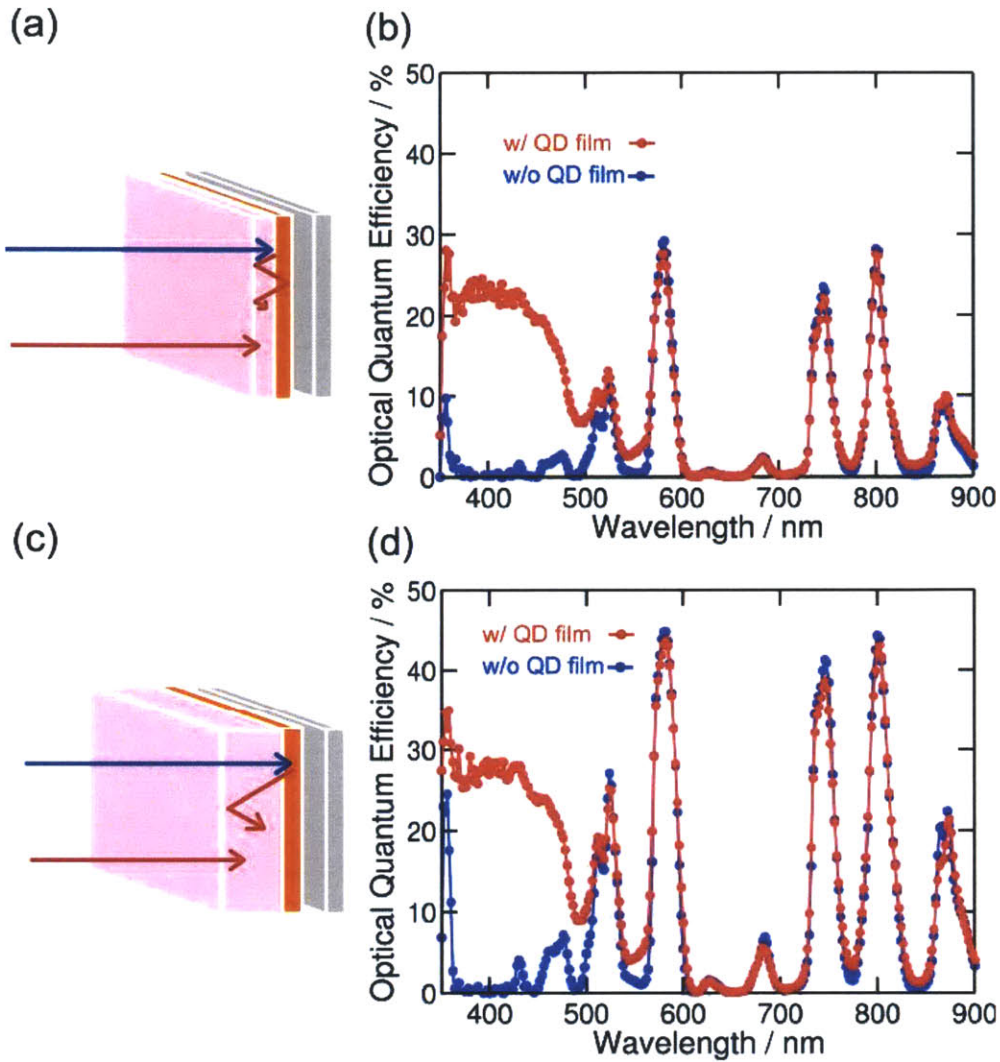 (a)
(b)
50
40
30
20
10
0
Optical Quantum Efficiency / %
w/ QD film
w/o QD film
400 500 600 700 800 900
Wavelength / nm
(c)
(d)
50
40
30
20
10
0
Optical Quantum Efficiency / %
w/ QD film
w/o QD film
400 500 600 700 800 900
Wavelength / nm